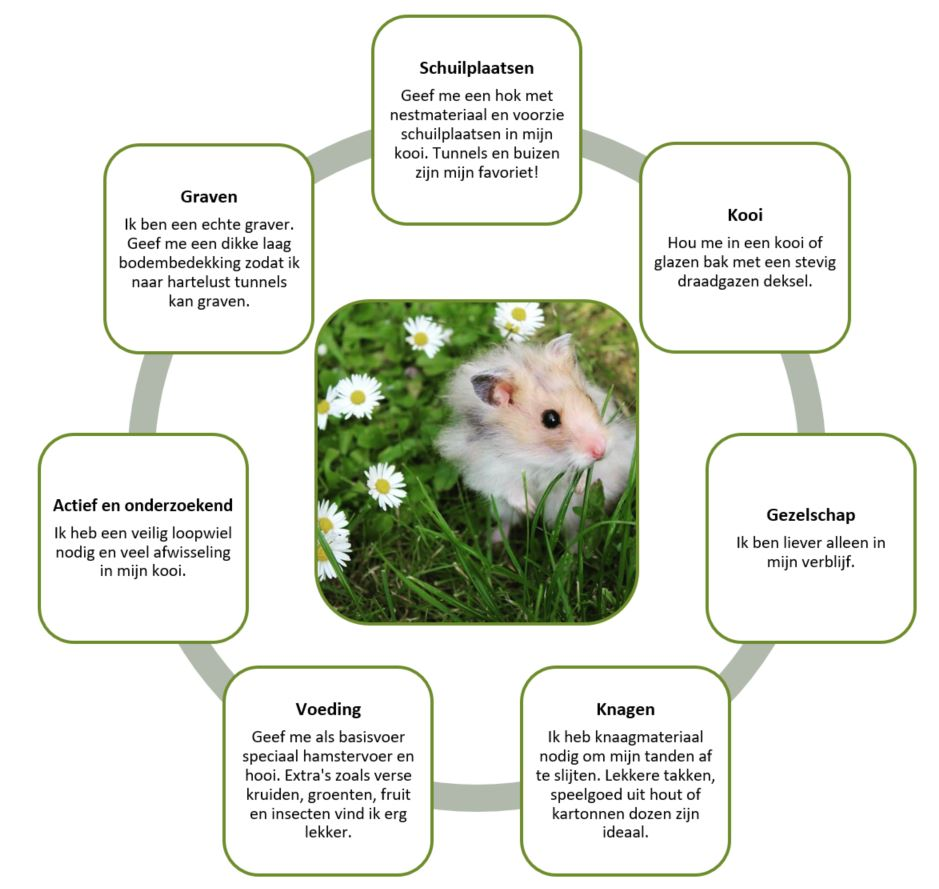 Schuilplaatsen
Geef me een hok met
nestmateriaal en voorzie
schuilplaatsen in mijn
kooi. Tunnels en buizen
zijn mijn favoriet!
Kooi
Hou me in een kooi of
glazen bak met een stevig
draadgazen deksel.
Gezelschap
Ik ben liever alleen in
mijn verblijf.
Knagen
Ik heb knaagmateriaal
nodig om mijn tanden af
te slijten. Lekkere takken,
speelgoed uit hout of
kartonnen dozen zijn
ideaal.
Voeding
Geef me als basisvoer
speciaal hamstervoer en
hooi. Extra's zoals verse
kruiden, groenten, fruit
en insecten vind ik erg
lekker.
Actief en onderzoekend
Ik heb een veilig loopwiel
nodig en veel afwisseling
in mijn kooi.
Graven
Ik ben een echte graver.
Geef me een dikke laag
bodembedekking zodat ik
naar hartelust tunnels
kan graven.